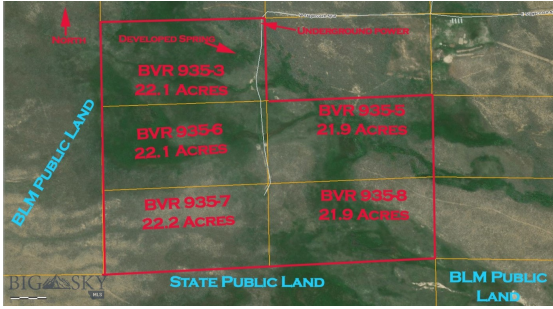 NORTH
DEVELOPED SPRING
UNDERGROUND POWER
BVR 935-3
22.1 ACRES
BVR 935-5
21.9 ACRES
BVR 935-6
22.1 ACRES
BLM PUBLIC LAND
BVR 935-7
22.2 ACRES
BVR 935-8
21.9 ACRES
STATE PUBLIC LAND
BLM PUBLIC
LAND
BIG SKY
MLS